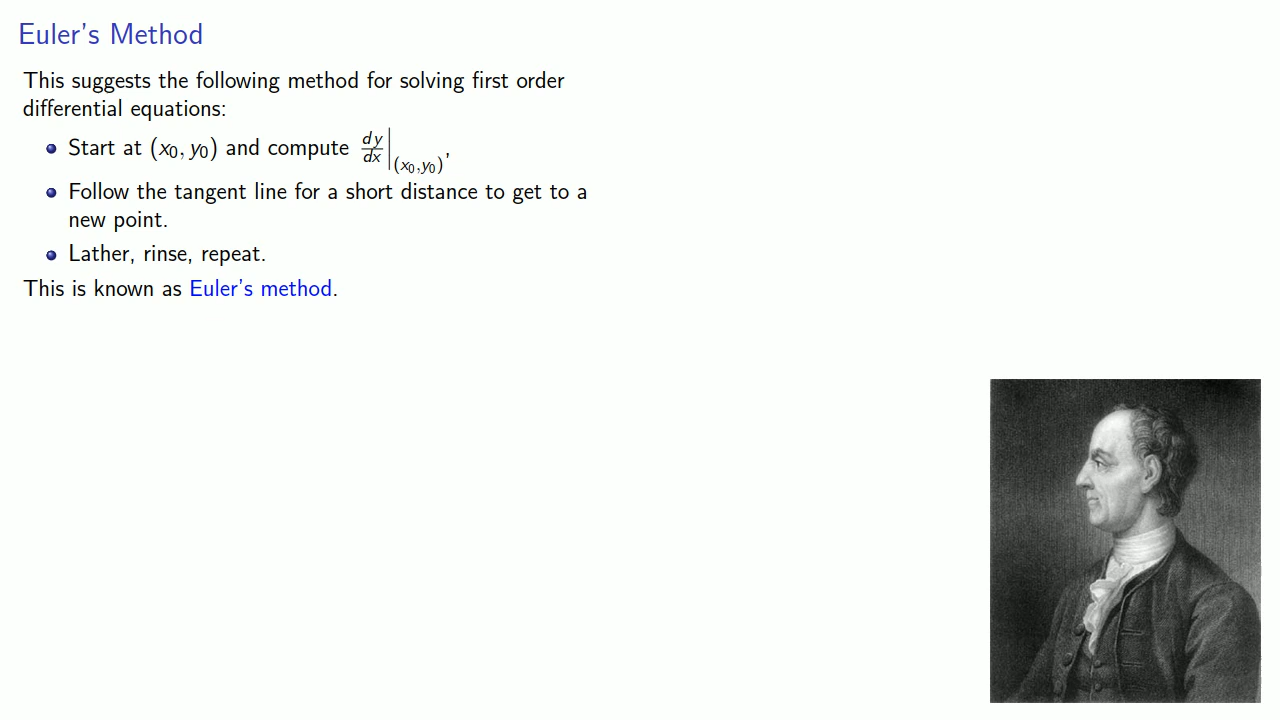 Euler's Method
This suggests the following method for solving first order
differential equations:
Start at (x₀, y₀) and compute dy/dx|(x₀,y₀),
Follow the tangent line for a short distance to get to a
new point.
Lather, rinse, repeat.
This is known as Euler's method.